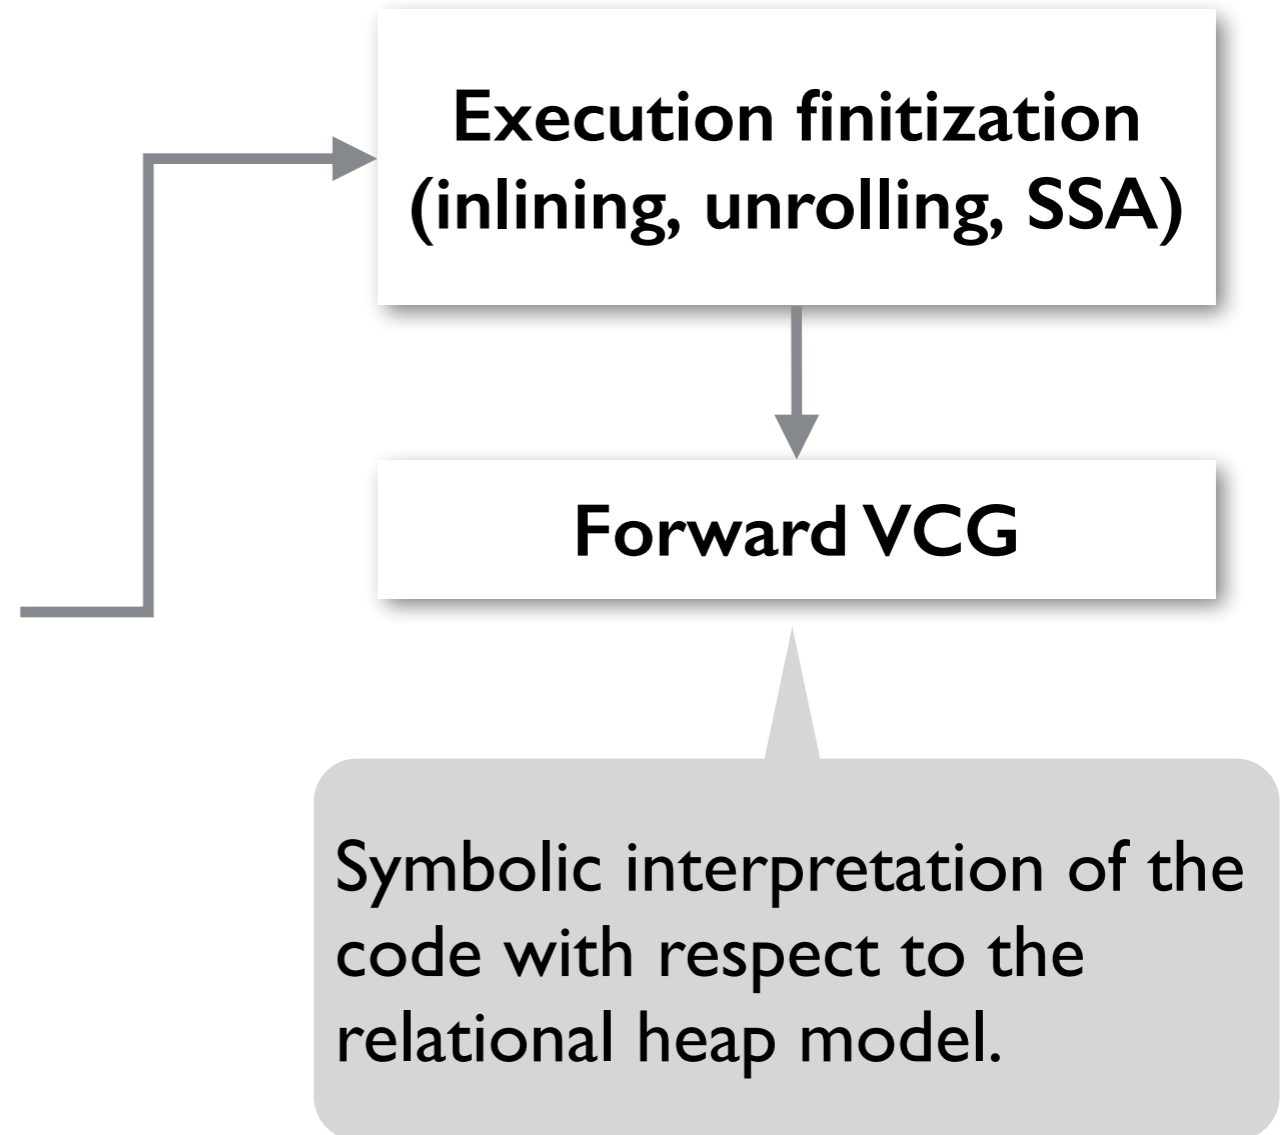 Execution finitization
(inlining, unrolling, SSA)
Forward VCG
Symbolic interpretation of the
code with respect to the
relational heap model.